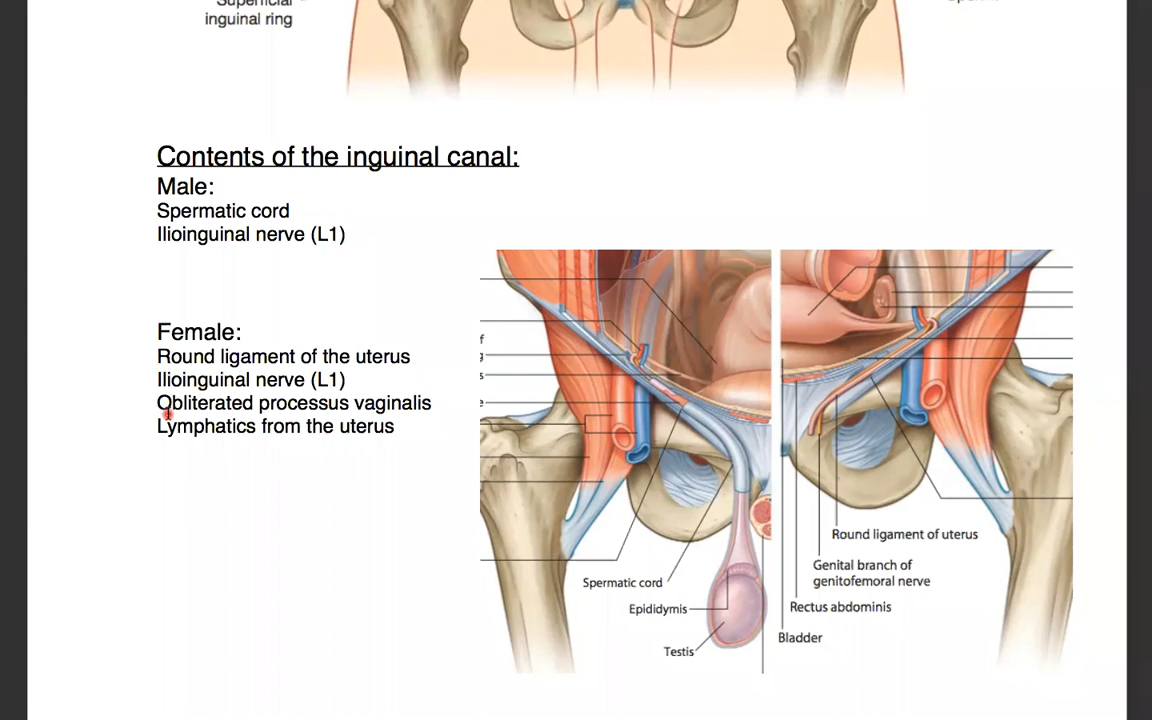 Superficial
inguinal ring
Contents of the inguinal canal:
Male:
Spermatic cord
Ilioinguinal nerve (L1)
Female:
Round ligament of the uterus
Ilioinguinal nerve (L1)
Obliterated processus vaginalis
Lymphatics from the uterus
Round ligament of uterus
Genital branch of
genitofemoral nerve
Spermatic cord
Epididymis
Rectus abdominis
Bladder
Testis